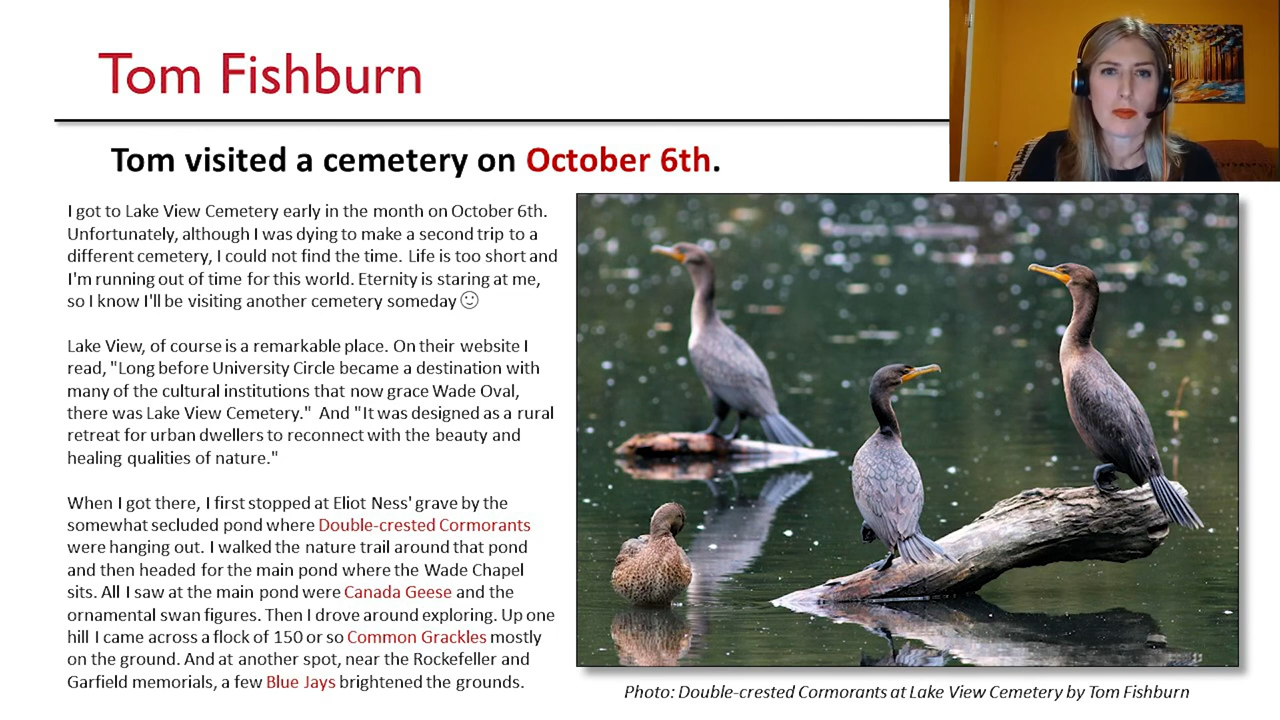 Tom Fishburn
Tom visited a cemetery on October 6th.
I got to Lake View Cemetery early in the month on October 6th.
Unfortunately, although I was dying to make a second trip to a
different cemetery, I could not find the time. Life is too short and
I'm running out of time for this world. Eternity is staring at me,
so I know I'll be visiting another cemetery someday ☺
Lake View, of course is a remarkable place. On their website I
read, "Long before University Circle became a destination with
many of the cultural institutions that now grace Wade Oval,
there was Lake View Cemetery." And "It was designed as a rural
retreat for urban dwellers to reconnect with the beauty and
healing qualities of nature."
When I got there, I first stopped at Eliot Ness' grave by the
somewhat secluded pond where Double-crested Cormorants
were hanging out. I walked the nature trail around that pond
and then headed for the main pond where the Wade Chapel
sits. All I saw at the main pond were Canada Geese and the
ornamental swan figures. Then I drove around exploring. Up one
hill I came across a flock of 150 or so Common Grackles mostly
on the ground. And at another spot, near the Rockefeller and
Garfield memorials, a few Blue Jays brightened the grounds.
Photo: Double-crested Cormorants at Lake View Cemetery by Tom Fishburn